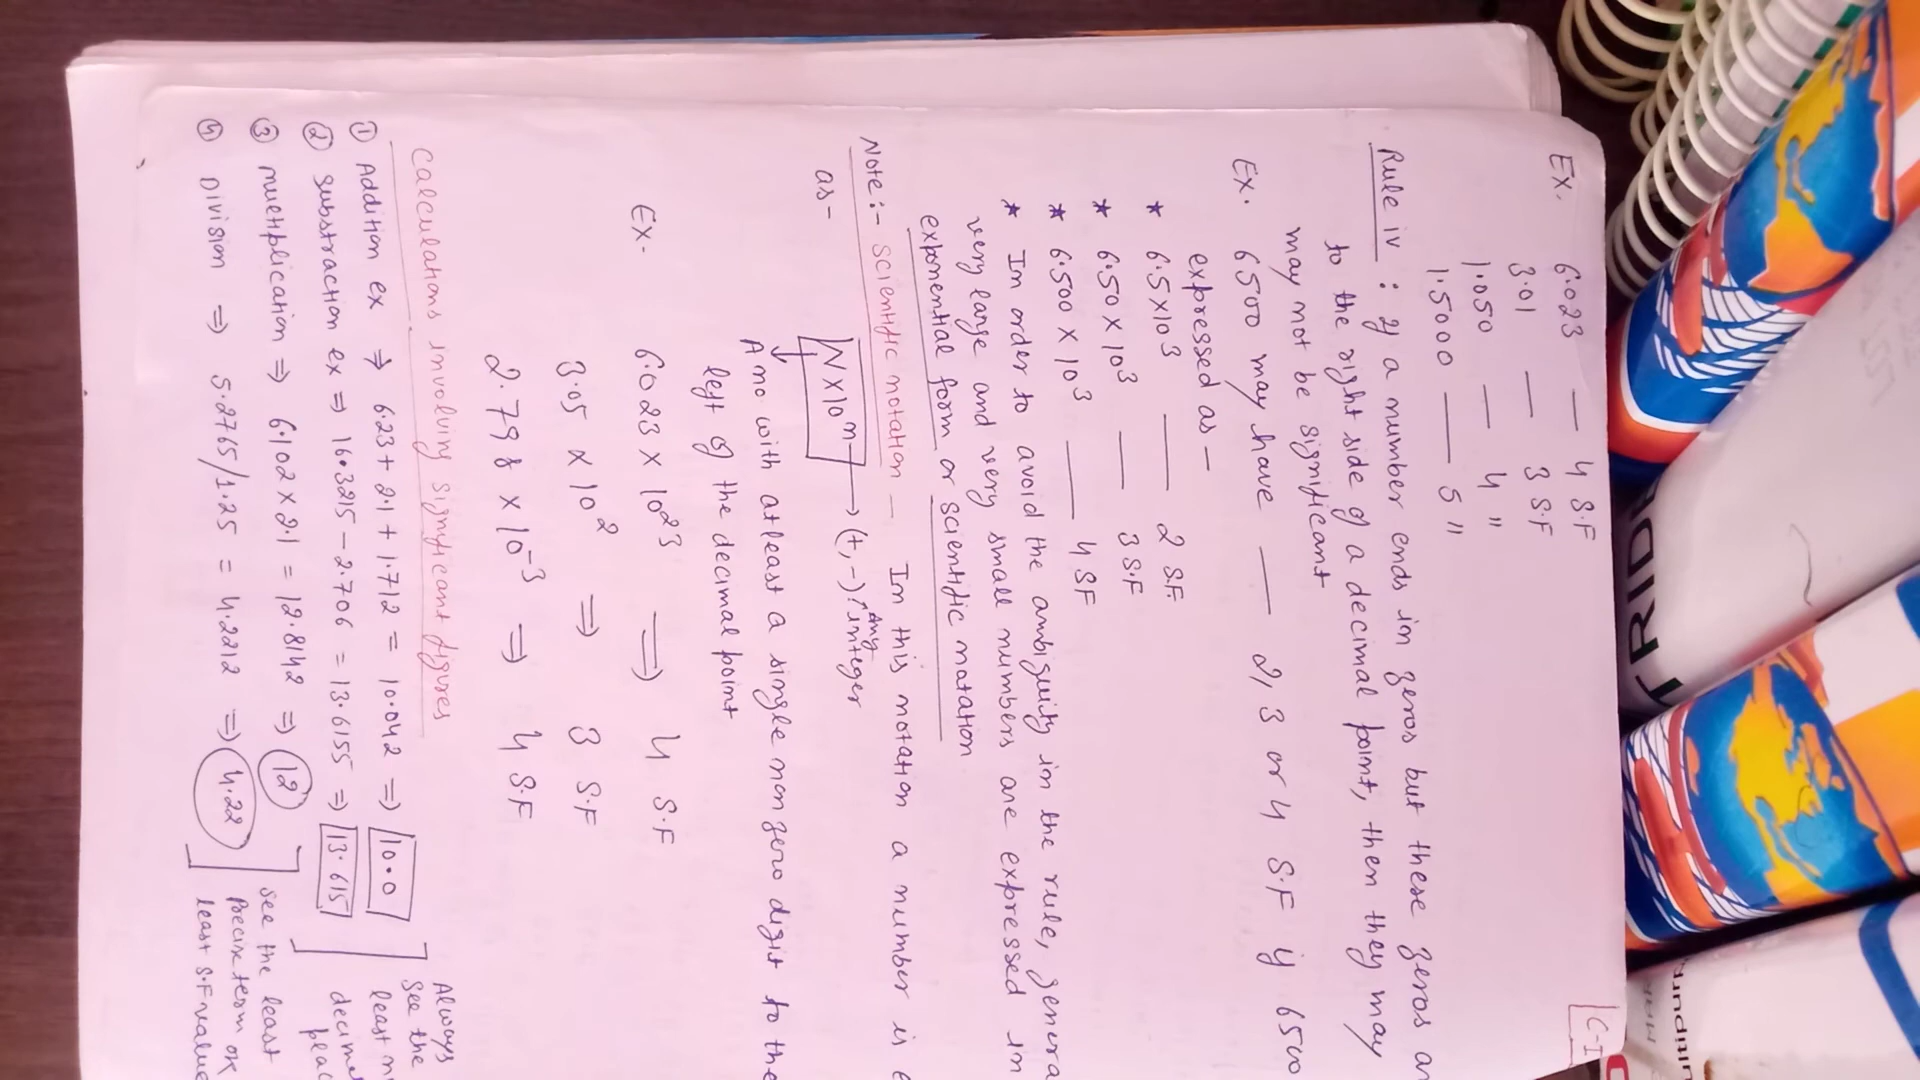 C-1
Ex. 6.023 — 4 S.F
3.01 — 3 S.F
1.050 — 4 "
1.5000 — 5 "
Rule iv : If a number ends in zeros but these zeros ar
to the right side of a decimal point, then they may
may not be significant
Ex. 6500 may have — 2, 3 or 4 S.F if 6500
expressed as –
* 6.5 × 10³ — 2 S.F.
* 6.50 × 10³ — 3 S.F
* 6.500 × 10³ — 4 SF
* In order to avoid the ambiguity in the rule, genera
very large and very small numbers are expressed in
exponential form or scientific notation
Note :- scientific notation – In this notation a number is e
as –
N × 10ⁿ → (+, –) Any integer
A no with atleast a single non zero digit to the
left of the decimal point
Ex. 6.023 × 10²³ ⇒ 4 S.F
3.05 × 10² ⇒ 3 S.F
2.798 × 10⁻³ ⇒ 4 S.F
Calculations involving significant digures
① Addition ex ⇒ 6.23 + 2.1 + 1.712 = 10.042 ⇒ 10.0
② substraction ex ⇒ 16.3215 – 2.706 = 13.6155 ⇒ 13.615
Always
see the
least n
decima
plac
③ multiplication ⇒ 6.102 × 2.1 = 12.8142 ⇒ 12
④ Division ⇒ 5.2765/1.25 = 4.2212 ⇒ 4.22
see the least
Precise term or
least S.F value
TRIDE